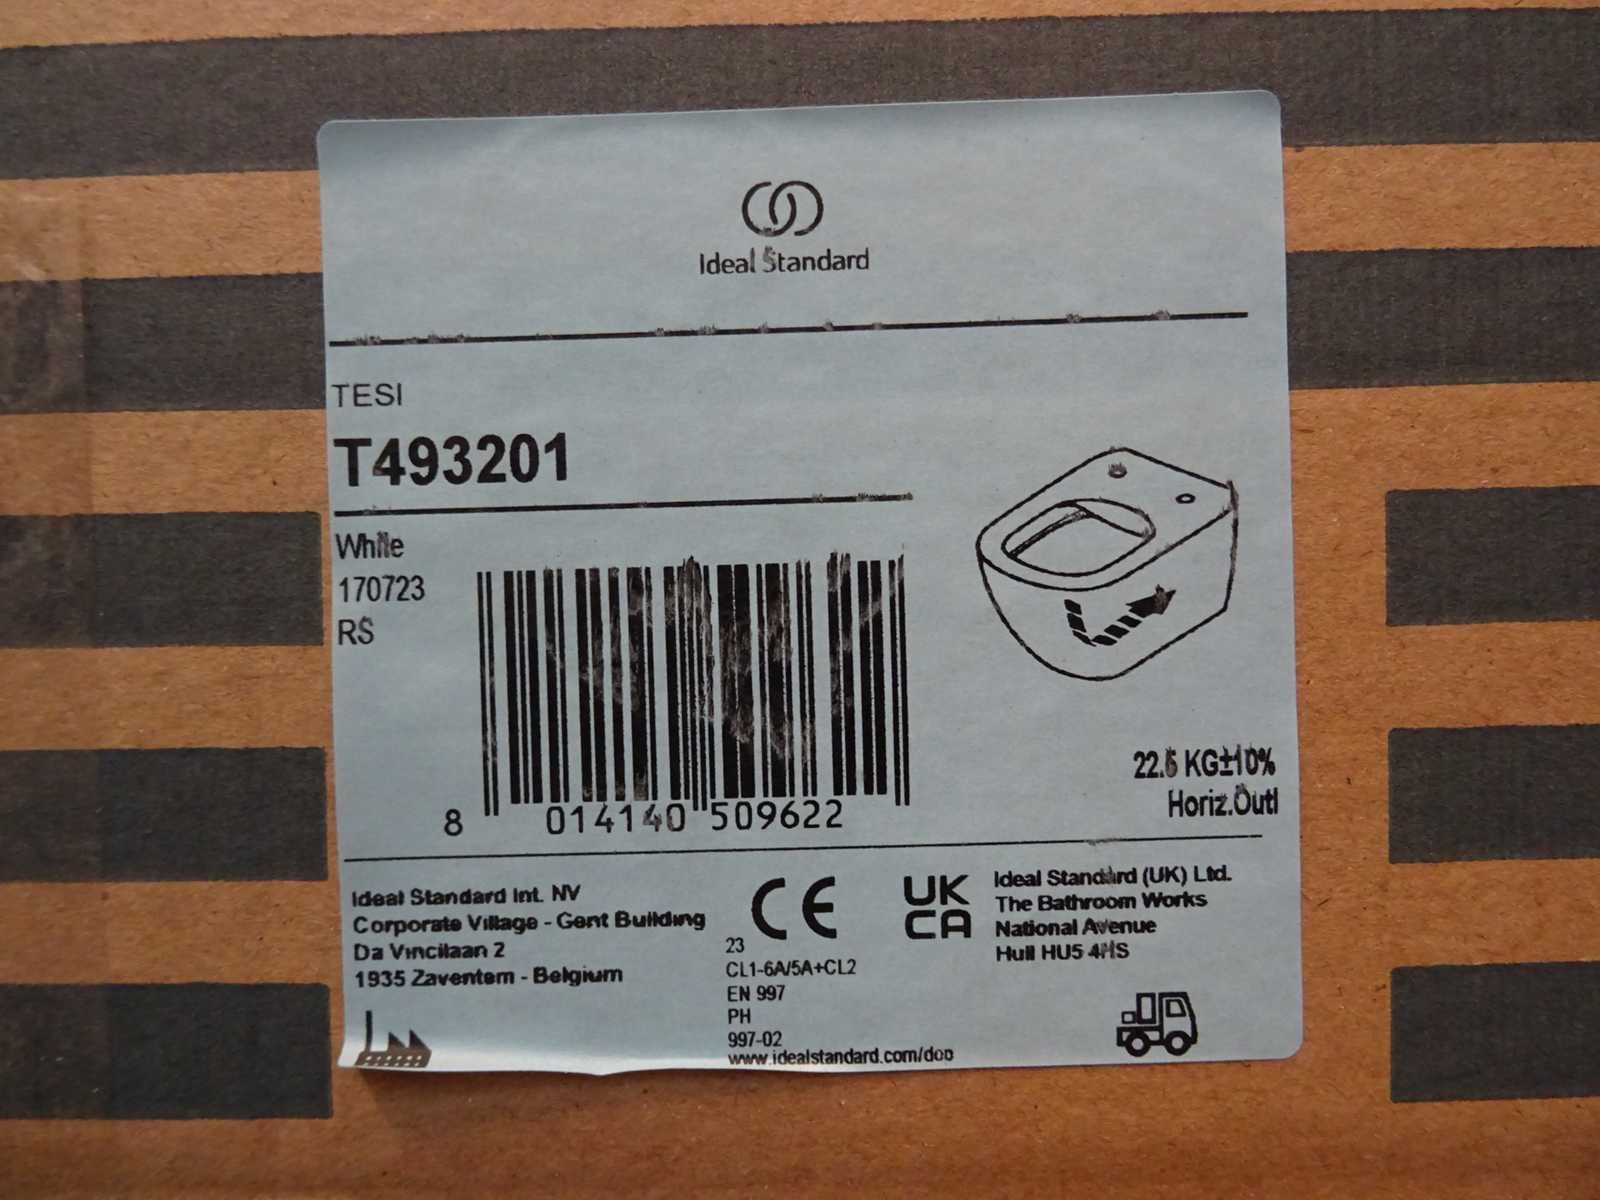 Ideal Standard
TESI
T493201
White
170723
RS
8 014140 509622
22.5 KG±10%
Horiz.Outl
Ideal Standard Int. NV
Corporate Village - Gent Building
Da Vincilaan 2
1935 Zaventem - Belgium
CE
23
CL1-6A/5A+CL2
EN 997
PH
997-02
www.idealstandard.com/dop
UK
CA
Ideal Standard (UK) Ltd.
The Bathroom Works
National Avenue
Hull HU5 4HS